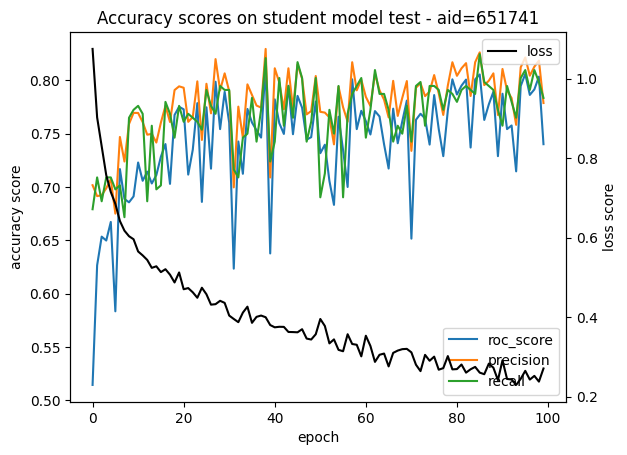 Accuracy scores on student model test - aid=651741
loss
accuracy score
0.80
0.75
0.70
0.65
0.60
0.55
0.50
1.0
0.8
0.6
0.4
0.2
loss score
roc_score
precision
recall
0
20
40
60
80
100
epoch